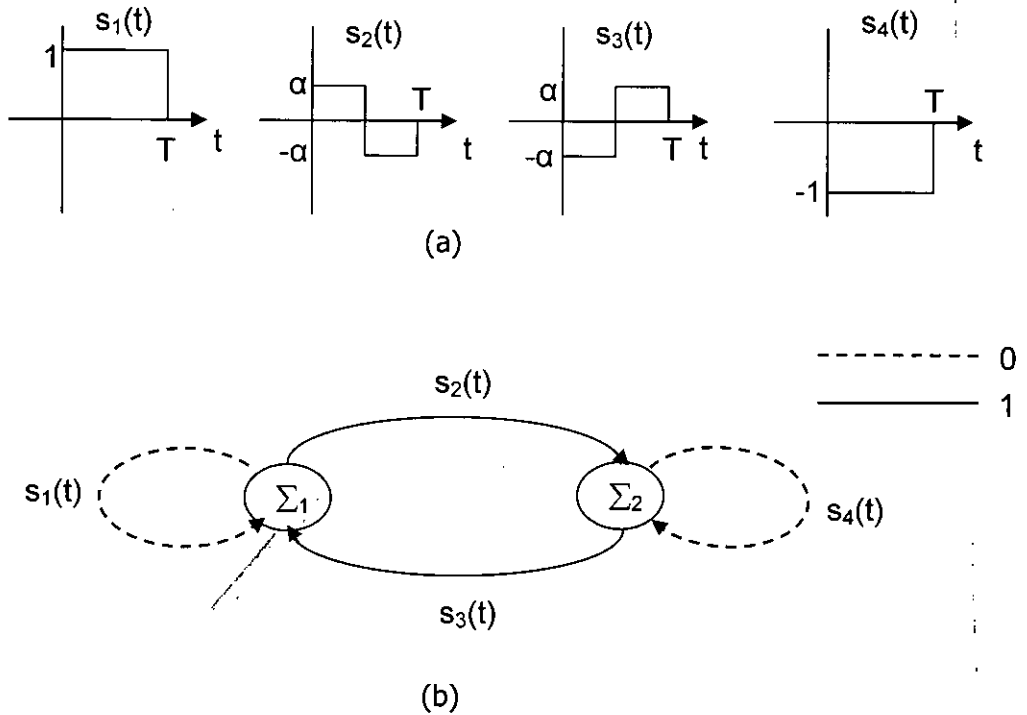 s₁(t) s₂(t) s₃(t) s₄(t)
1 α T α T
T t -α t -α T t -1 t
(a)
0
1
s₂(t)
s₁(t) Σ₁ Σ₂ s₄(t)
s₃(t)
(b)